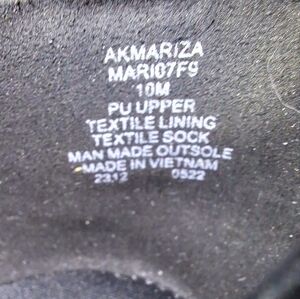 AKMARIZA
MARI07F9
10M
PU UPPER
TEXTILE LINING
TEXTILE SOCK
MAN MADE OUTSOLE
MADE IN VIETNAM
2312 0522